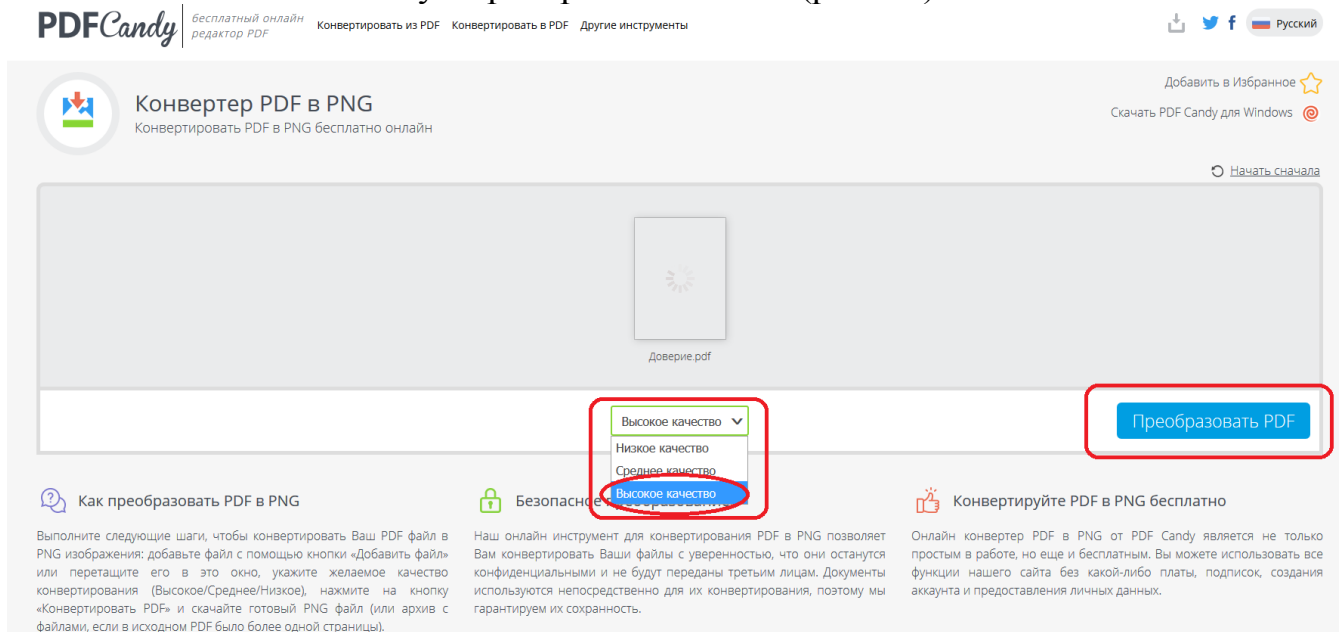 PDFCandy
бесплатный онлайн
редактор PDF
Конвертировать из PDF Конвертировать в PDF Другие инструменты
Русский
Добавить в Избранное
Скачать PDF Candy для Windows
Конвертер PDF в PNG
Конвертировать PDF в PNG бесплатно онлайн
Начать сначала
Доверие.pdf
Высокое качество
Низкое качество
Среднее качество
Высокое качество
Преобразовать PDF
Как преобразовать PDF в PNG
Выполните следующие шаги, чтобы конвертировать Ваш PDF файл в
PNG изображения: добавьте файл с помощью кнопки «Добавить файл»
или перетащите его в это окно, укажите желаемое качество
конвертирования (Высокое/Среднее/Низкое), нажмите на кнопку
«Конвертировать PDF» и скачайте готовый PNG файл (или архив с
файлами, если в исходном PDF было более одной страницы).
Безопасное
Наш онлайн инструмент для конвертирования PDF в PNG позволяет
Вам конвертировать Ваши файлы с уверенностью, что они останутся
конфиденциальными и не будут переданы третьим лицам. Документы
используются непосредственно для их конвертирования, поэтому мы
гарантируем их сохранность.
Конвертируйте PDF в PNG бесплатно
Онлайн конвертер PDF в PNG от PDF Candy является не только
простым в работе, но еще и бесплатным. Вы можете использовать все
функции нашего сайта без какой-либо платы, подписок, создания
аккаунта и предоставления личных данных.